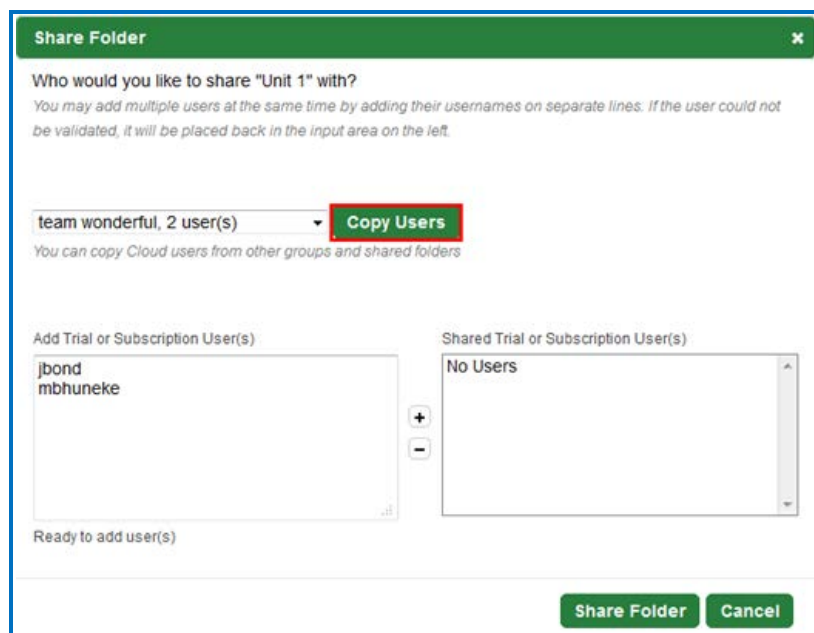 Share Folder
Who would you like to share "Unit 1" with?
You may add multiple users at the same time by adding their usernames on separate lines. If the user could not
be validated, it will be placed back in the input area on the left.
team wonderful, 2 user(s) Copy Users
You can copy Cloud users from other groups and shared folders
Add Trial or Subscription User(s)
jbond
mbhuneke
Ready to add user(s)
Shared Trial or Subscription User(s)
No Users
Share Folder Cancel